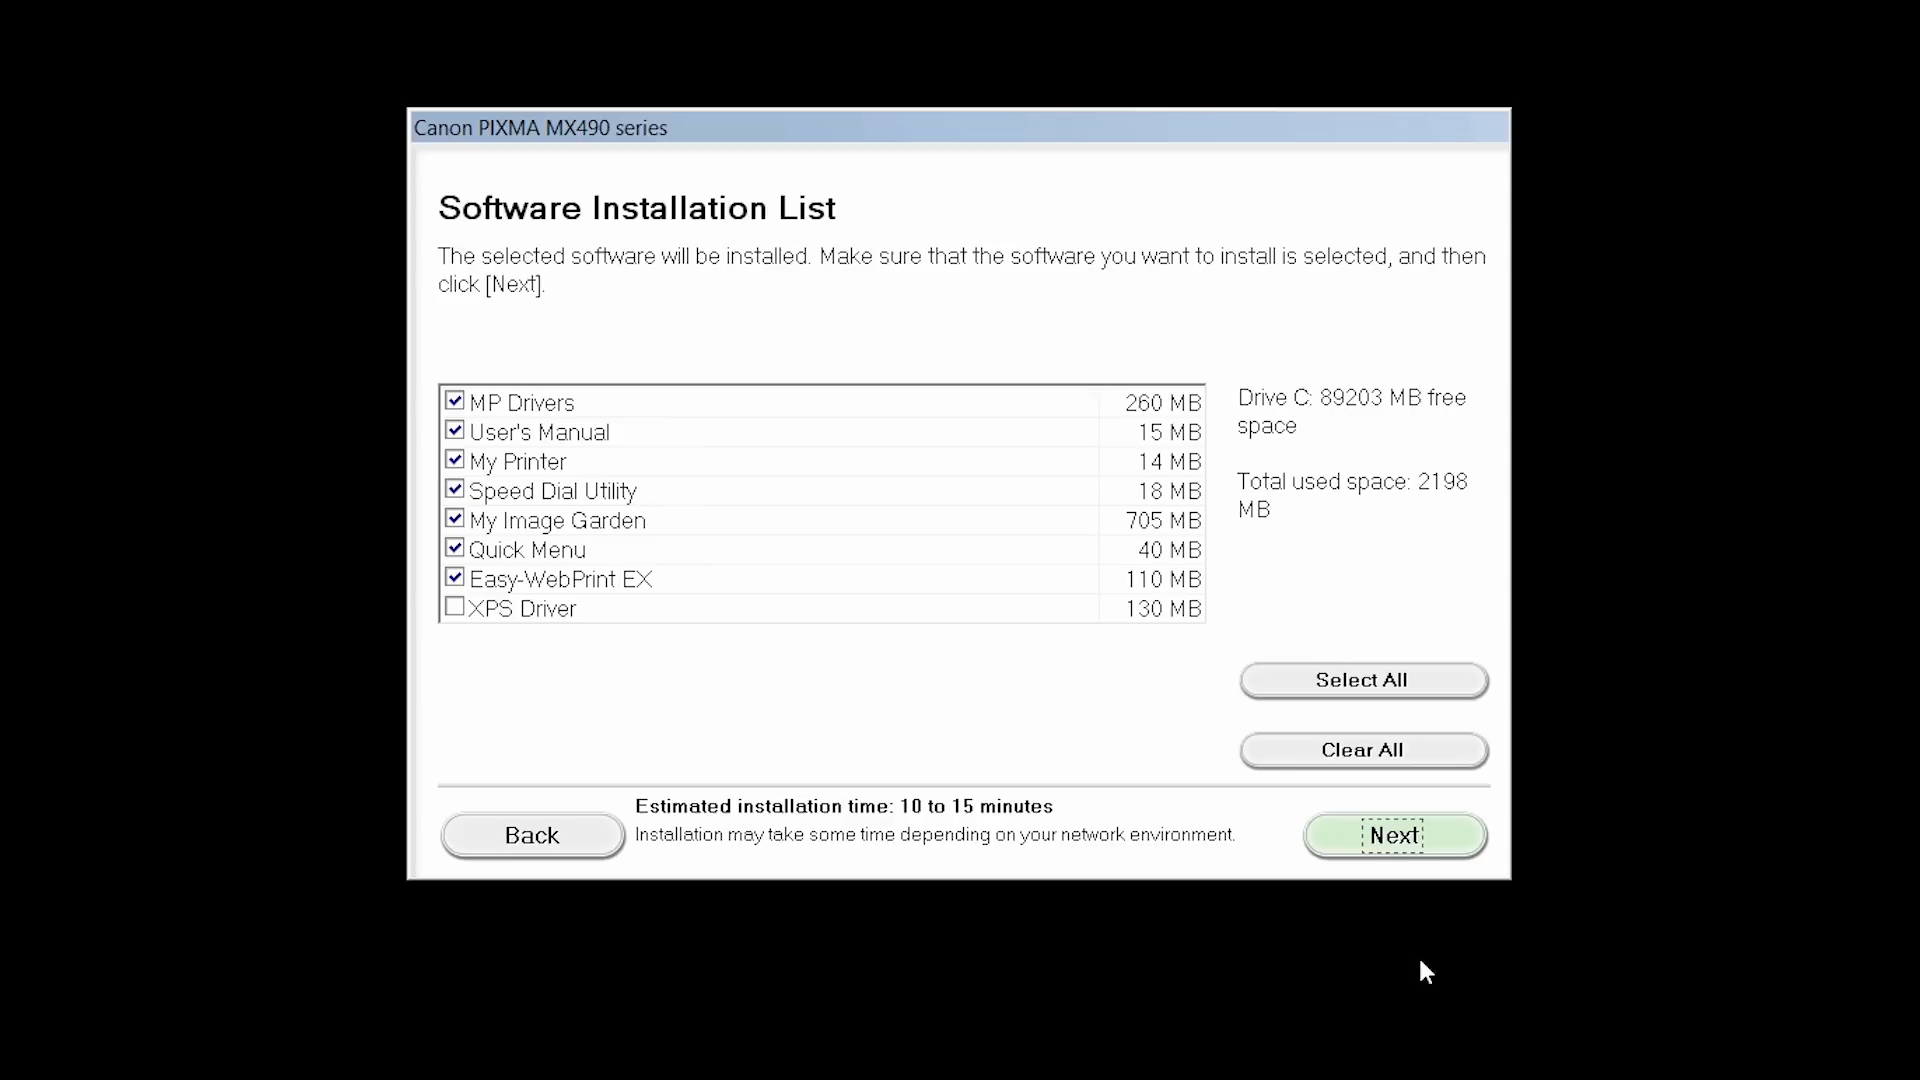 Canon PIXMA MX490 series
Software Installation List
The selected software will be installed. Make sure that the software you want to install is selected, and then
click [Next].
MP Drivers 260 MB
User's Manual 15 MB
My Printer 14 MB
Speed Dial Utility 18 MB
My Image Garden 705 MB
Quick Menu 40 MB
Easy-WebPrint EX 110 MB
XPS Driver 130 MB
Drive C: 89203 MB free
space
Total used space: 2198
MB
Select All
Clear All
Estimated installation time: 10 to 15 minutes
Installation may take some time depending on your network environment.
Back
Next